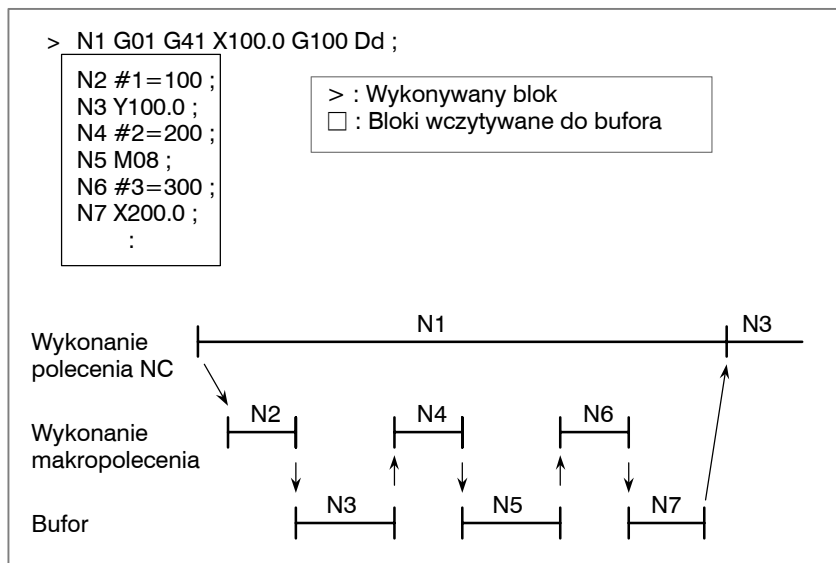 > N1 G01 G41 X100.0 G100 Dd ;
N2 #1=100 ;
N3 Y100.0 ;
N4 #2=200 ;
N5 M08 ;
N6 #3=300 ;
N7 X200.0 ;
:
> : Wykonywany blok
□ : Bloki wczytywane do bufora
N1 N3
Wykonanie
polecenia NC
N2 N4 N6
Wykonanie
makropolecenia
N3 N5 N7
Bufor